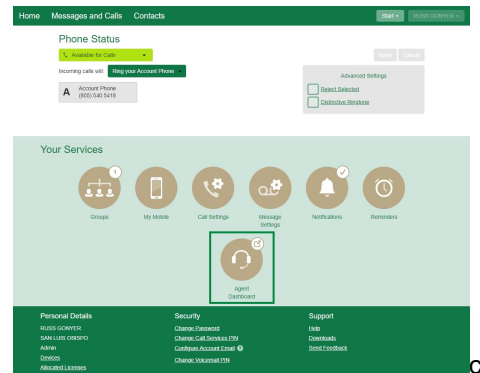 Home Messages and Calls Contacts Start RUSS GONYER
Phone Status
Available for Calls
Apply Cancel
Incoming calls will: Ring your Account Phone
Advanced Settings
A Account Phone
(805) 540 5418
Reject Selected
Distinctive Ringtone
Your Services
1
Groups My Mobile Call Settings Message Settings Notifications Reminders
Agent
Dashboard
Personal Details Security Support
RUSS GONYER Change Password Help
SAN LUIS OBISPO Change Call Services PIN Downloads
Admin Configure Account Email Send Feedback
Devices Change Voicemail PIN
Allocated Licenses